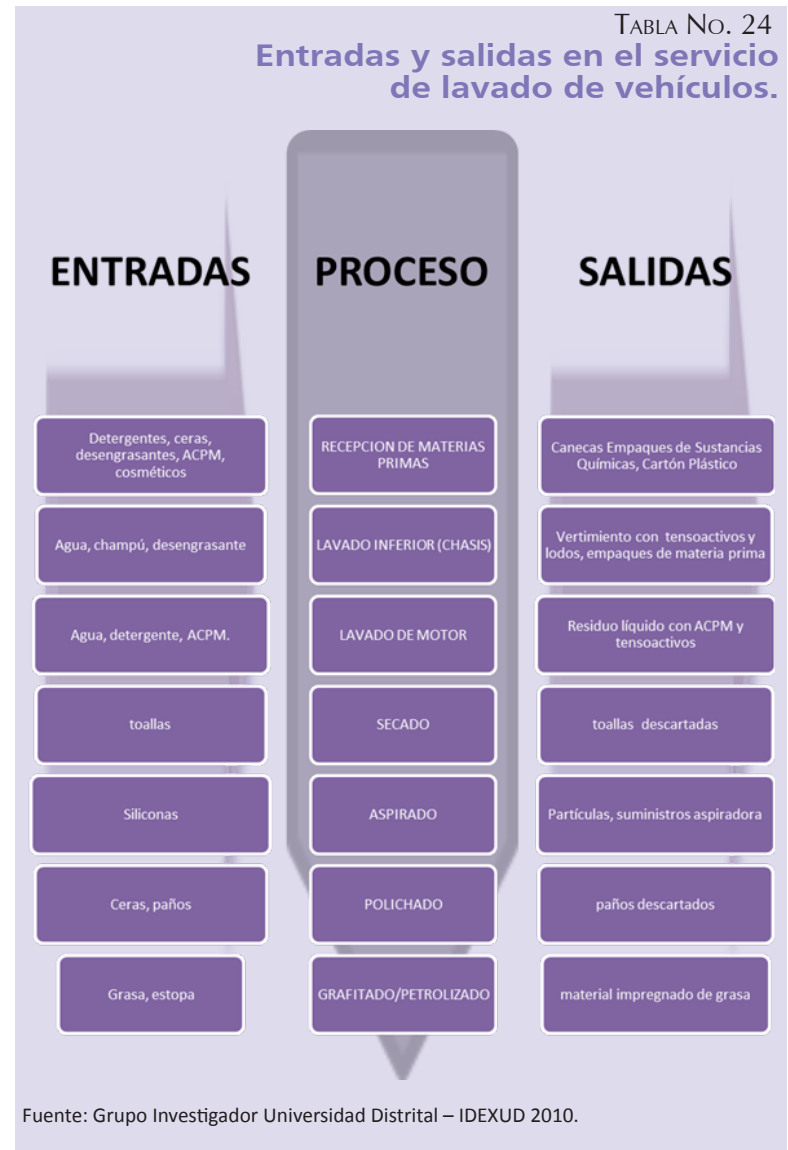 TABLA NO. 24
Entradas y salidas en el servicio
de lavado de vehículos.
ENTRADAS
PROCESO
SALIDAS
Detergentes, ceras,
desengrasantes, ACPM,
cosméticos
RECEPCION DE MATERIAS
PRIMAS
Canecas Empaques de Sustancias
Químicas, Cartón Plástico
Agua, champú, desengrasante
LAVADO INFERIOR (CHASIS)
Vertimiento con tensoactivos y
lodos, empaques de materia prima
Agua, detergente, ACPM.
LAVADO DE MOTOR
Residuo líquido con ACPM y
tensoactivos
toallas
SECADO
toallas descartadas
Siliconas
ASPIRADO
Partículas, suministros aspiradora
Ceras, paños
POLICHADO
paños descartados
Grasa, estopa
GRAFITADO/PETROLIZADO
material impregnado de grasa
Fuente: Grupo Investigador Universidad Distrital – IDEXUD 2010.